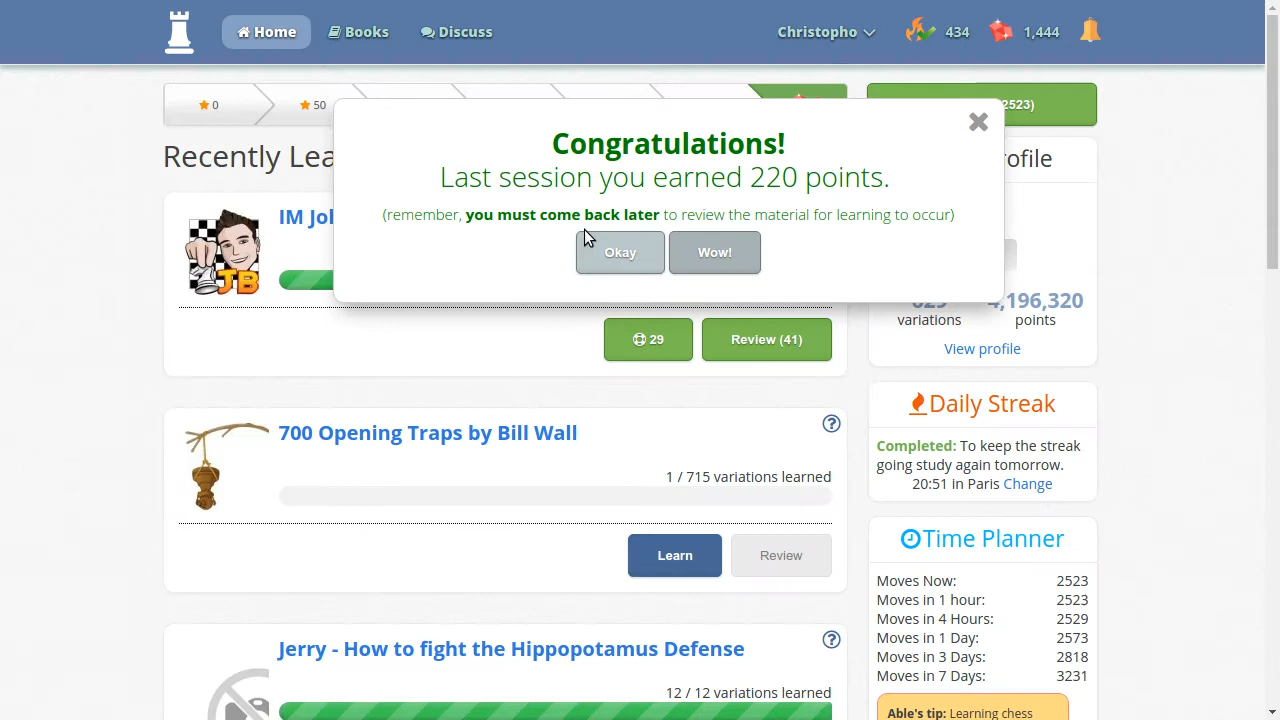 Home
Books
Discuss
Christopho
434
1,444
0
50
2523)
Congratulations!
Last session you earned 220 points.
(remember, you must come back later to review the material for learning to occur)
Okay
Wow!
Recently Lea
IM Joh
JB
29
Review (41)
700 Opening Traps by Bill Wall
1 / 715 variations learned
Learn
Review
Jerry - How to fight the Hippopotamus Defense
12 / 12 variations learned
4,196,320
variations
points
View profile
Daily Streak
Completed: To keep the streak
going study again tomorrow.
20:51 in Paris Change
Time Planner
Moves Now: 2523
Moves in 1 hour: 2523
Moves in 4 Hours: 2529
Moves in 1 Day: 2573
Moves in 3 Days: 2818
Moves in 7 Days: 3231
Able's tip: Learning chess